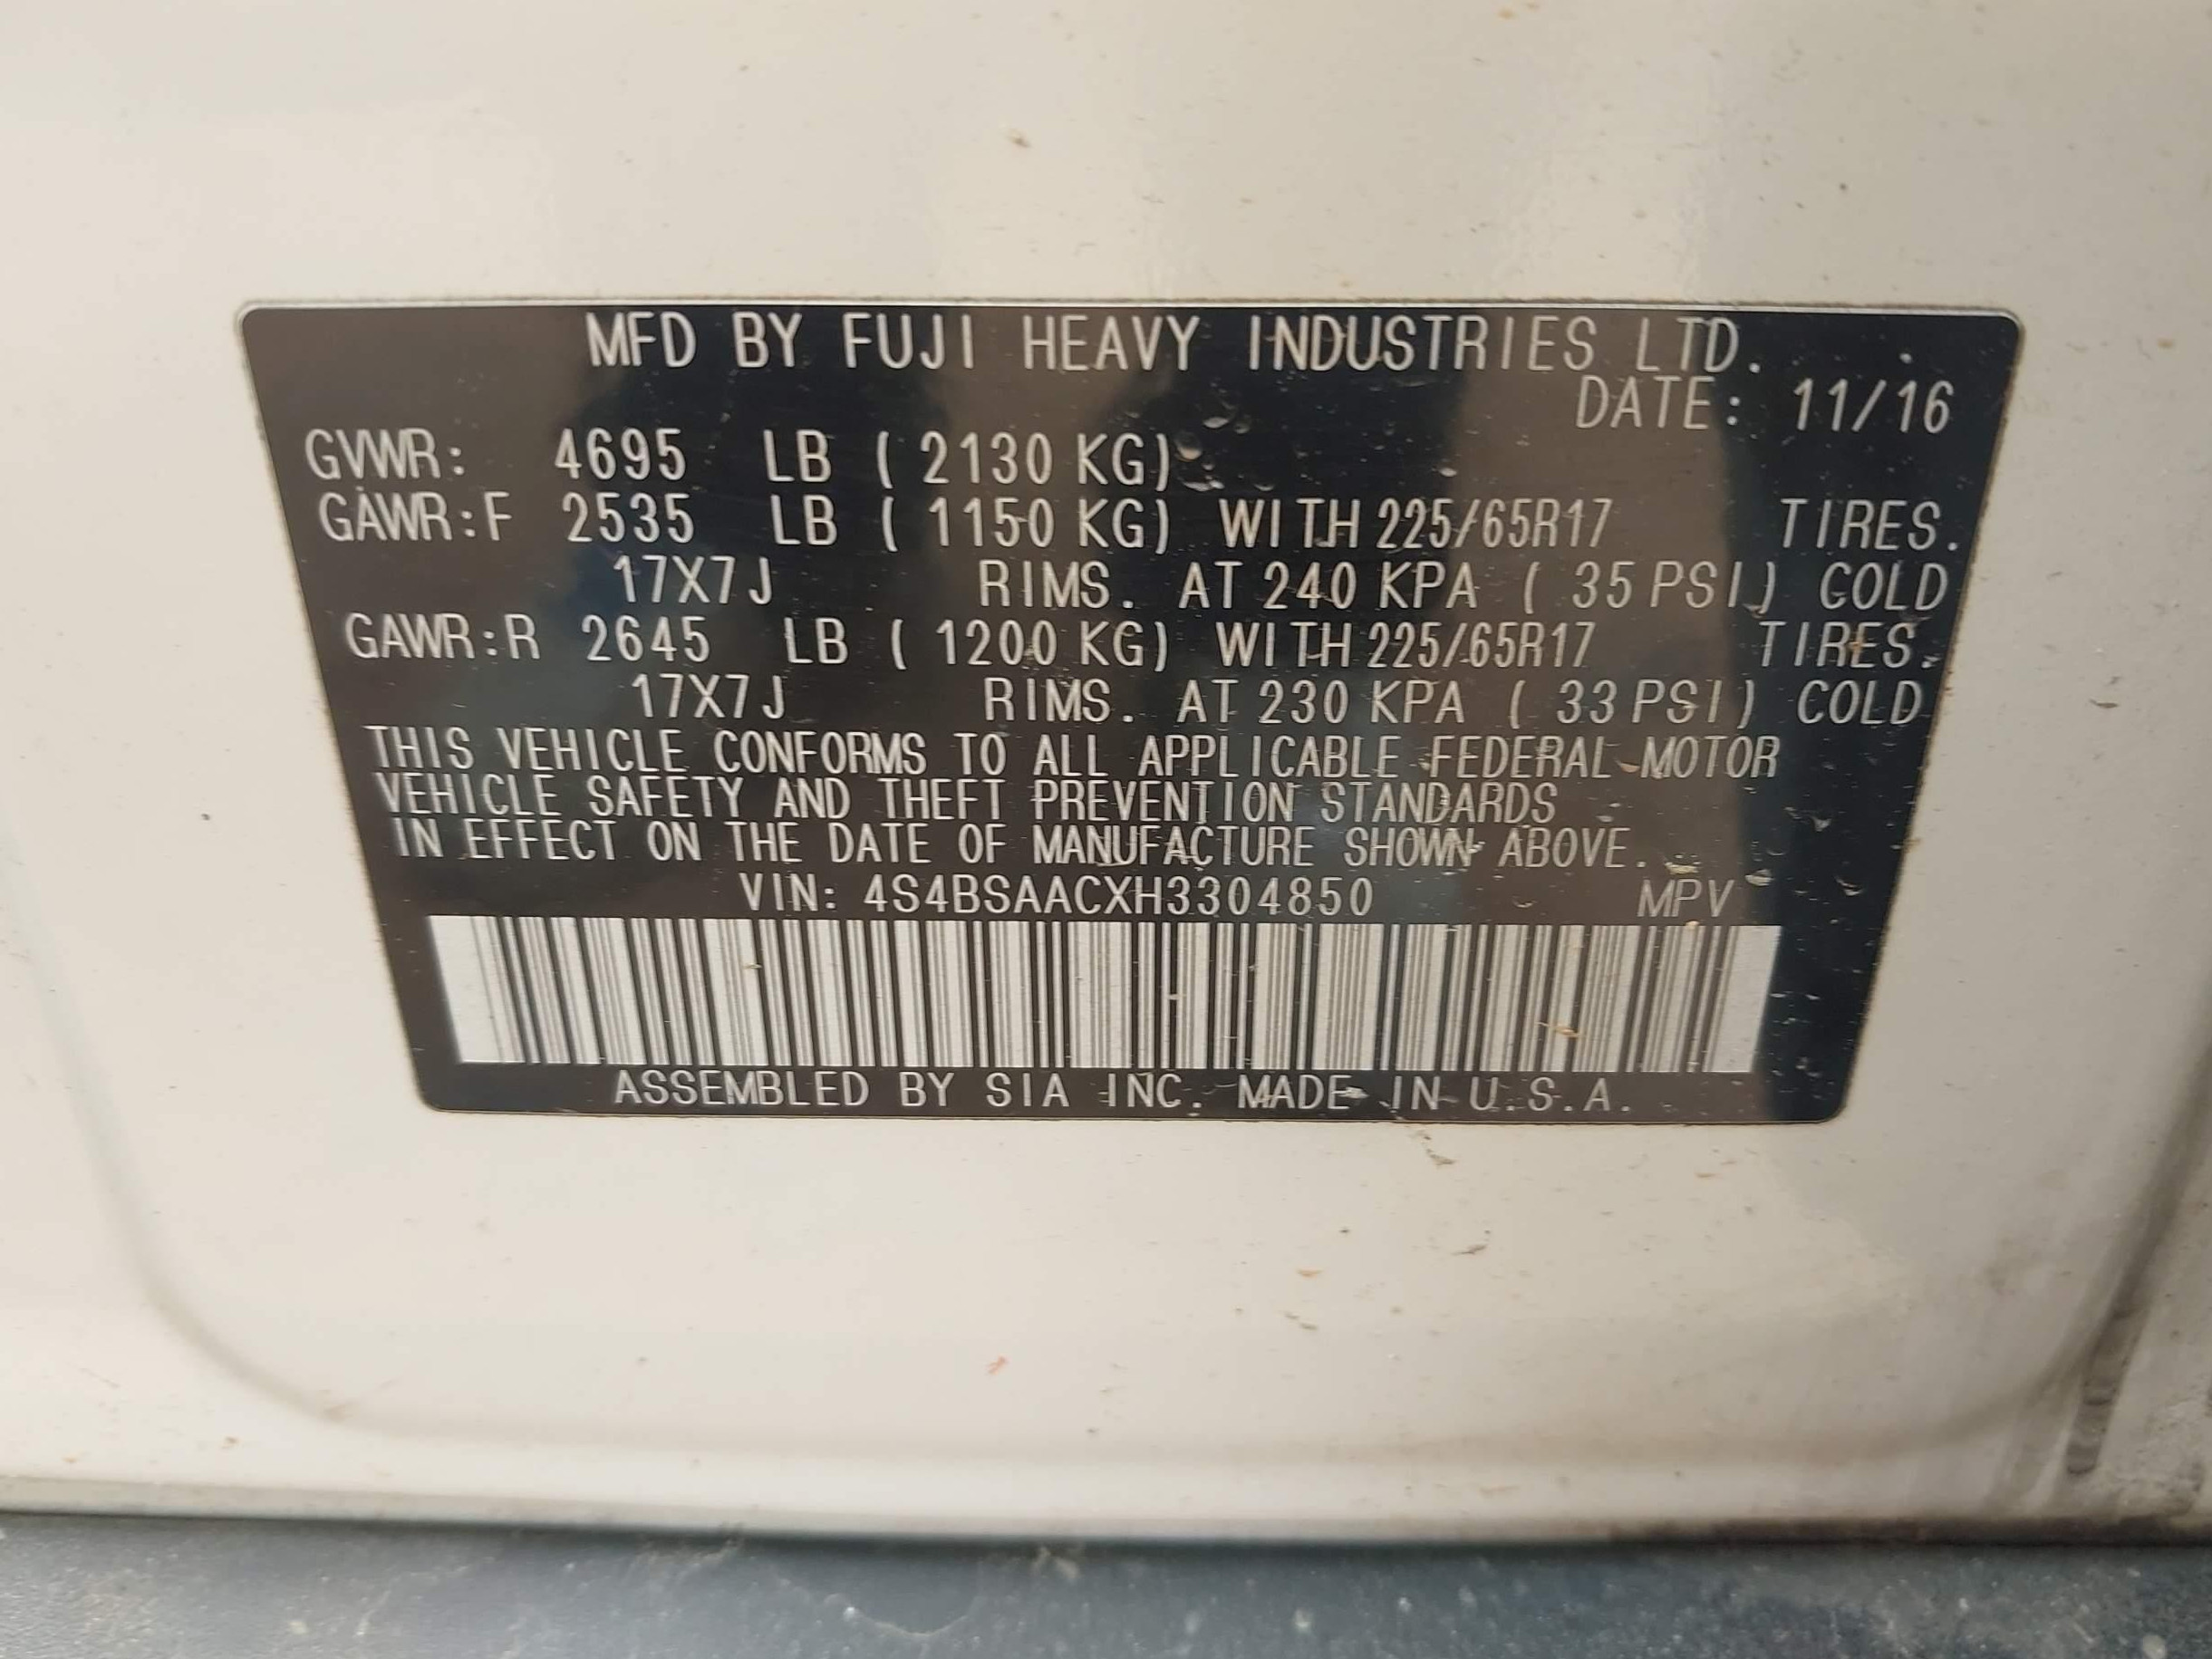 MFD BY FUJI HEAVY INDUSTRIES LTD.
DATE: 11/16
GVWR: 4695 LB ( 2130 KG)
GAWR:F 2535 LB ( 1150 KG) WITH 225/65R17 TIRES.
17X7J RIMS. AT 240 KPA ( 35 PSI) COLD
GAWR:R 2645 LB ( 1200 KG) WITH 225/65R17 TIRES.
17X7J RIMS. AT 230 KPA ( 33 PSI) COLD
THIS VEHICLE CONFORMS TO ALL APPLICABLE FEDERAL MOTOR
VEHICLE SAFETY AND THEFT PREVENTION STANDARDS
IN EFFECT ON THE DATE OF MANUFACTURE SHOWN ABOVE.
VIN: 4S4BSAACXH3304850 MPV
ASSEMBLED BY SIA INC. MADE IN U.S.A.